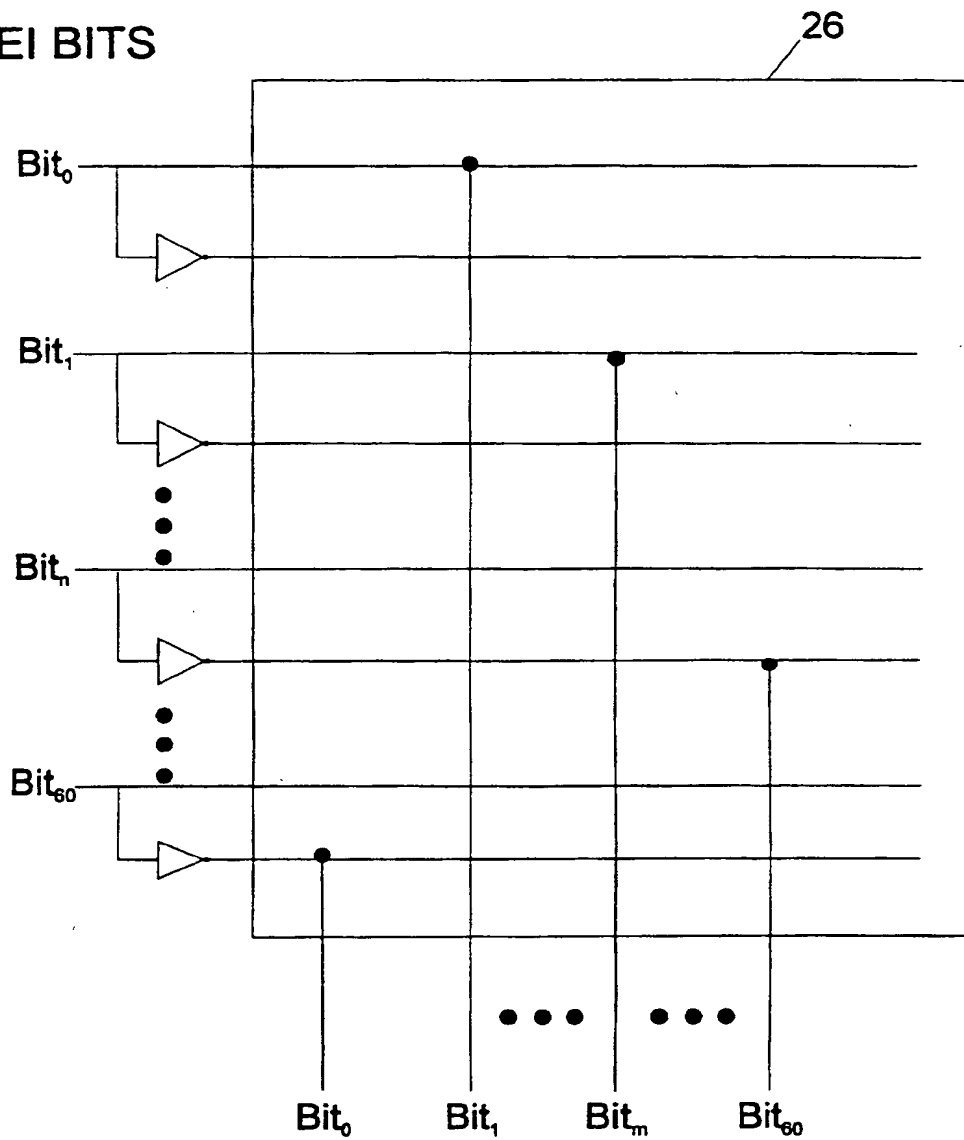 EI BITS
26
Bit₀
Bit₁
Bitₙ
Bit₆₀
Bit₀ Bit₁ Bitₘ Bit₆₀